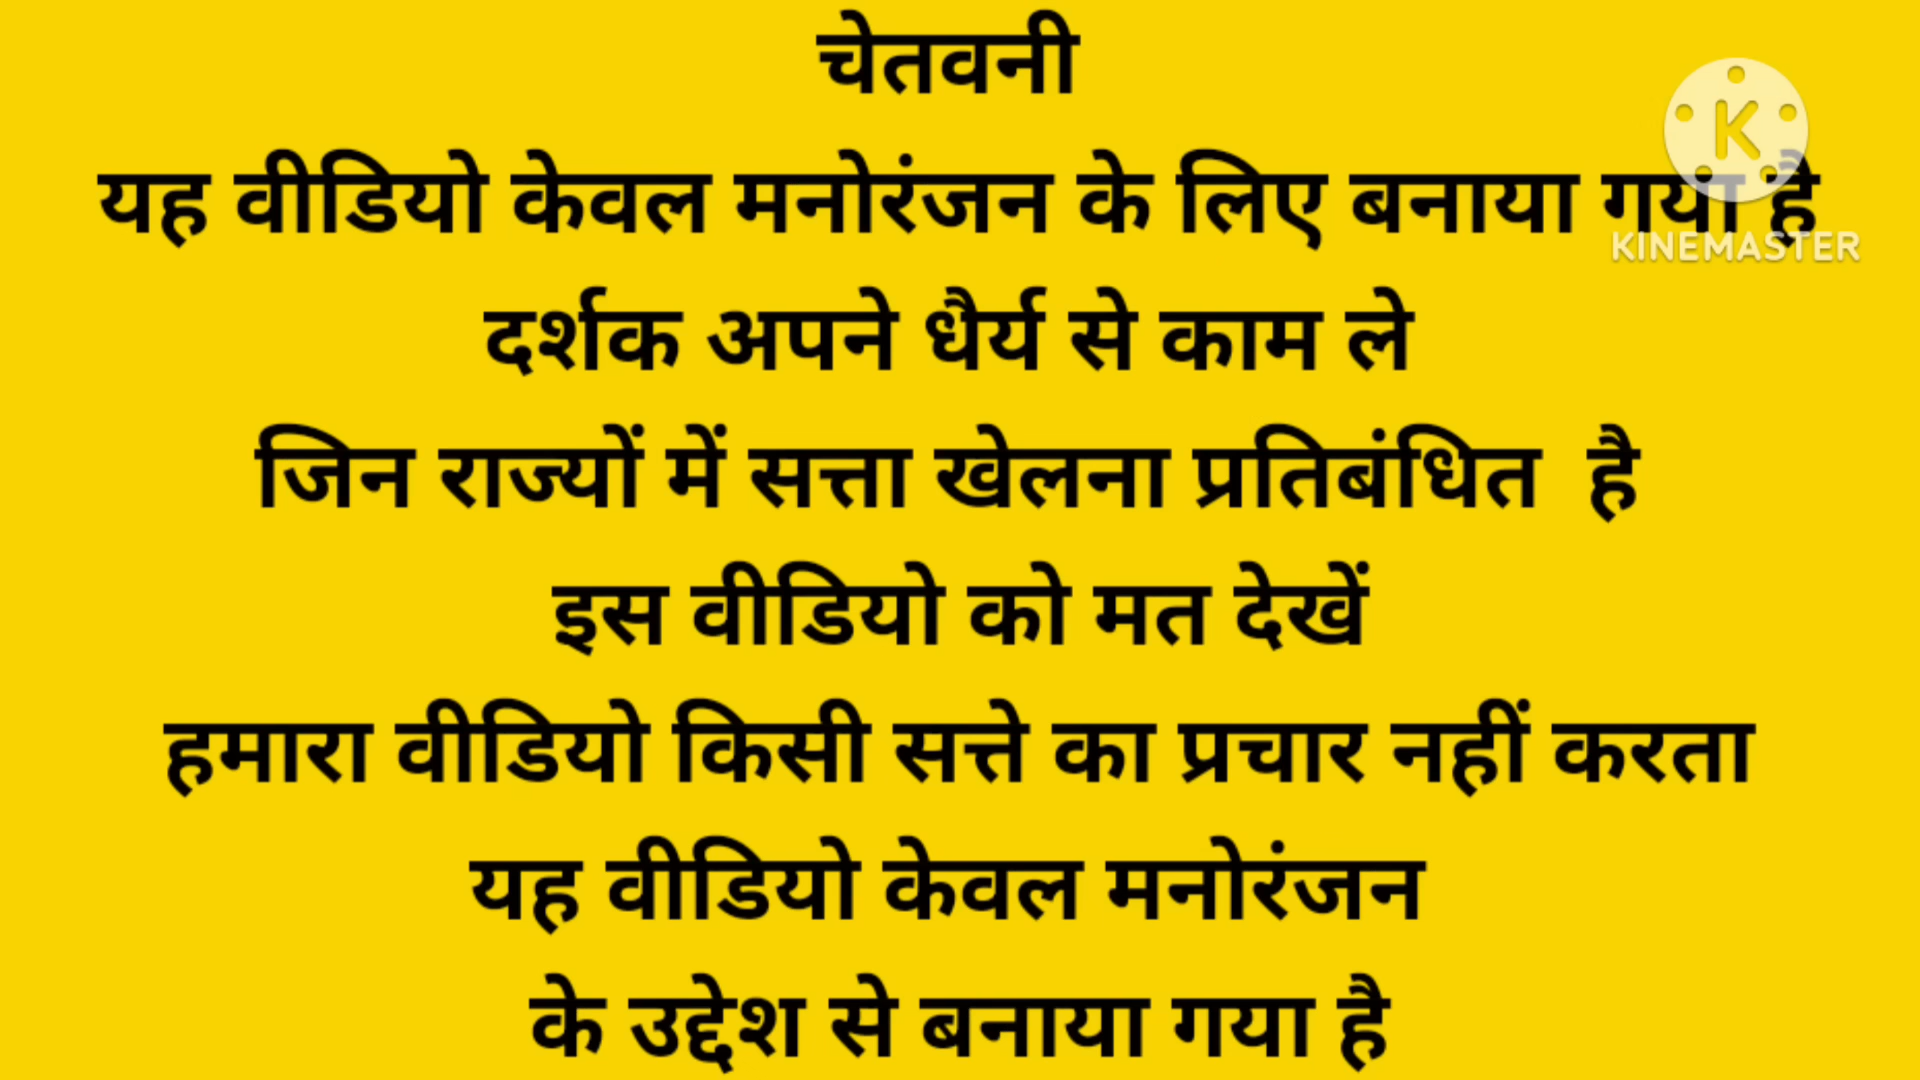 चेतवनी
यह वीडियो केवल मनोरंजन के लिए बनाया गया है
KINEMASTER
दर्शक अपने धैर्य से काम ले
जिन राज्यों में सत्ता खेलना प्रतिबंधित है
इस वीडियो को मत देखें
हमारा वीडियो किसी सत्ते का प्रचार नहीं करता
यह वीडियो केवल मनोरंजन
के उद्देश से बनाया गया है